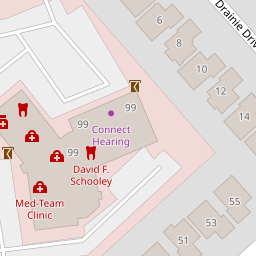 Drainie Driv
6
8
10
12
14
99
99
Connect
Hearing
99
David F.
Schooley
Med-Team
Clinic
55
53
51